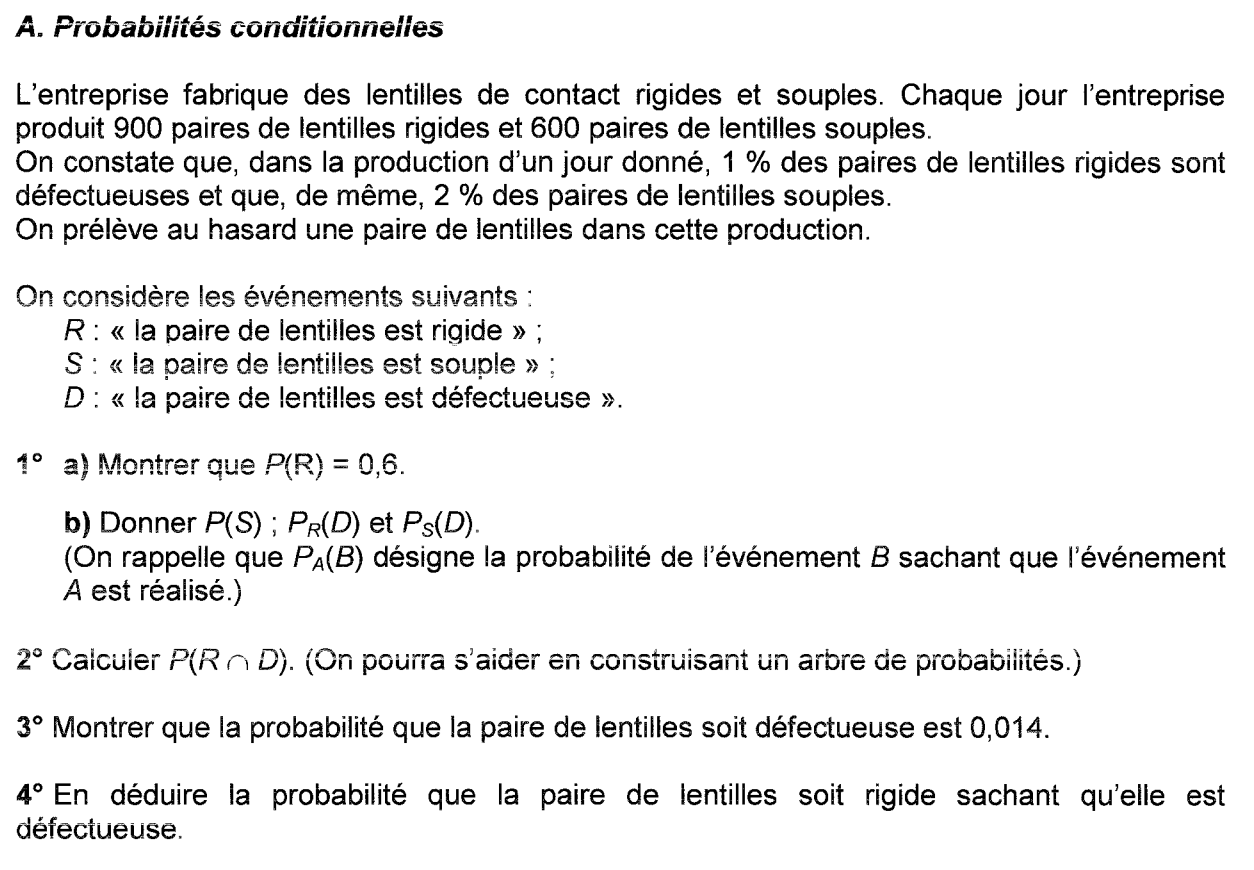 A. Probabilités conditionnelles
L'entreprise fabrique des lentilles de contact rigides et souples. Chaque jour l'entreprise
produit 900 paires de lentilles rigides et 600 paires de lentilles souples.
On constate que, dans la production d'un jour donné, 1 % des paires de lentilles rigides sont
défectueuses et que, de même, 2 % des paires de lentilles souples.
On prélève au hasard une paire de lentilles dans cette production.
On considère les événements suivants :
R : « la paire de lentilles est rigide » ;
S : « la paire de lentilles est souple » ;
D : « la paire de lentilles est défectueuse ».
1° a) Montrer que P(R) = 0,6.
b) Donner P(S) ; P_R(D) et P_S(D).
(On rappelle que P_A(B) désigne la probabilité de l'événement B sachant que l'événement
A est réalisé.)
2° Calculer P(R ∩ D). (On pourra s'aider en construisant un arbre de probabilités.)
3° Montrer que la probabilité que la paire de lentilles soit défectueuse est 0,014.
4° En déduire la probabilité que la paire de lentilles soit rigide sachant qu'elle est
défectueuse.